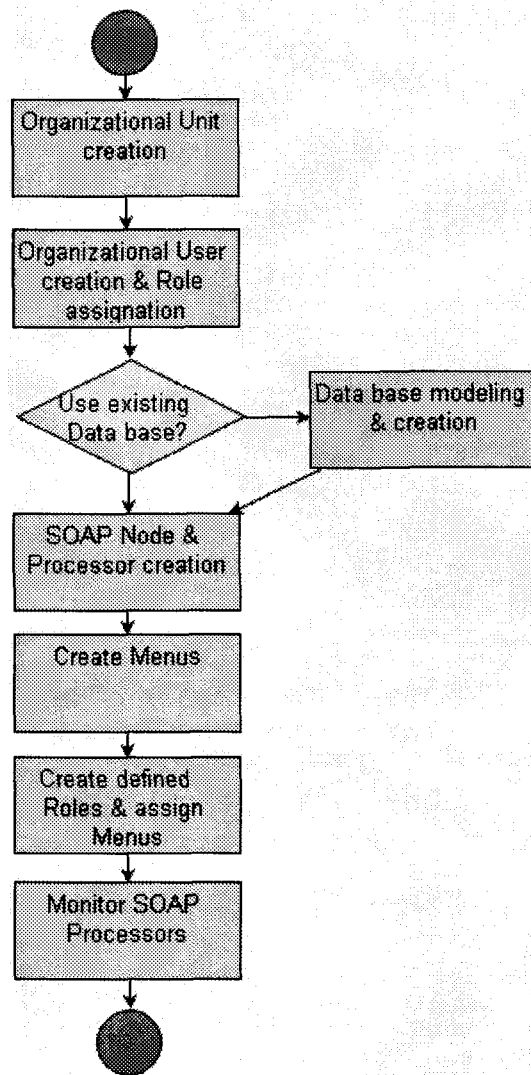 Organizational Unit
creation
Organizational User
creation & Role
assignation
Use existing
Data base?
Data base modeling
& creation
SOAP Node &
Processor creation
Create Menus
Create defined
Roles & assign
Menus
Monitor SOAP
Processors